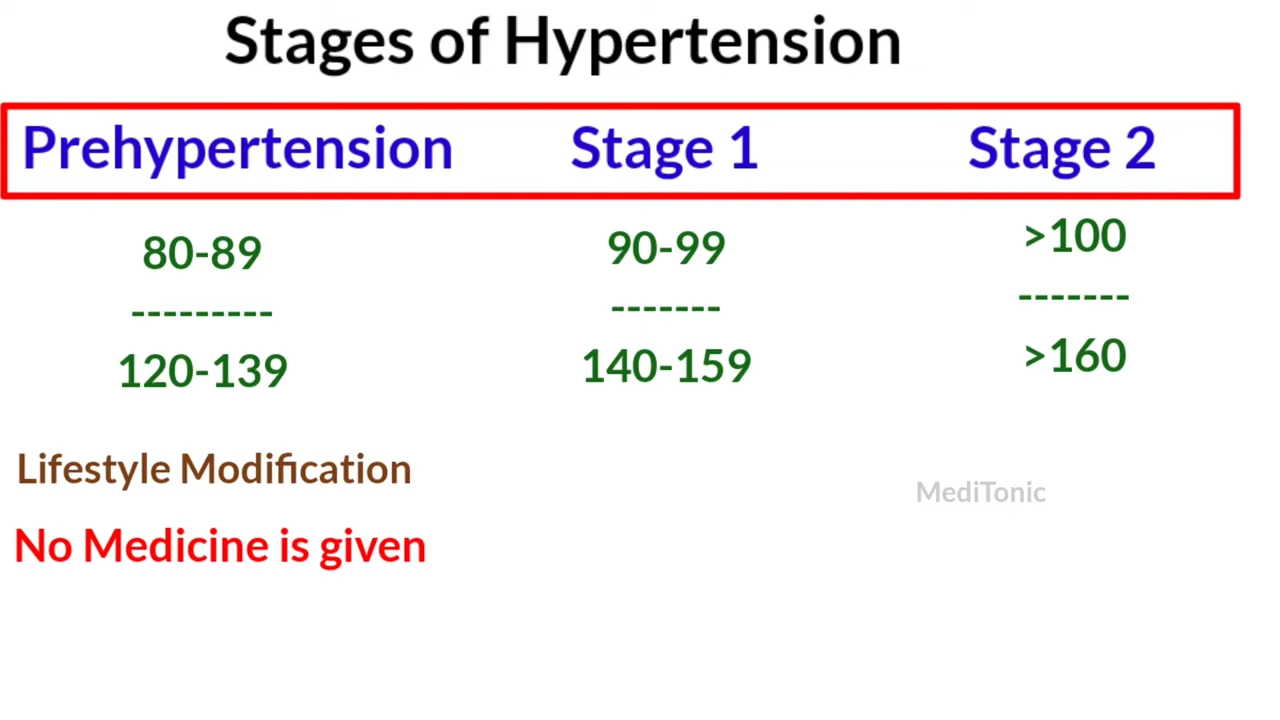 Stages of Hypertension
Prehypertension Stage 1 Stage 2
80-89 90-99 >100
--------- ------- -------
120-139 140-159 >160
Lifestyle Modification
MediTonic
No Medicine is given